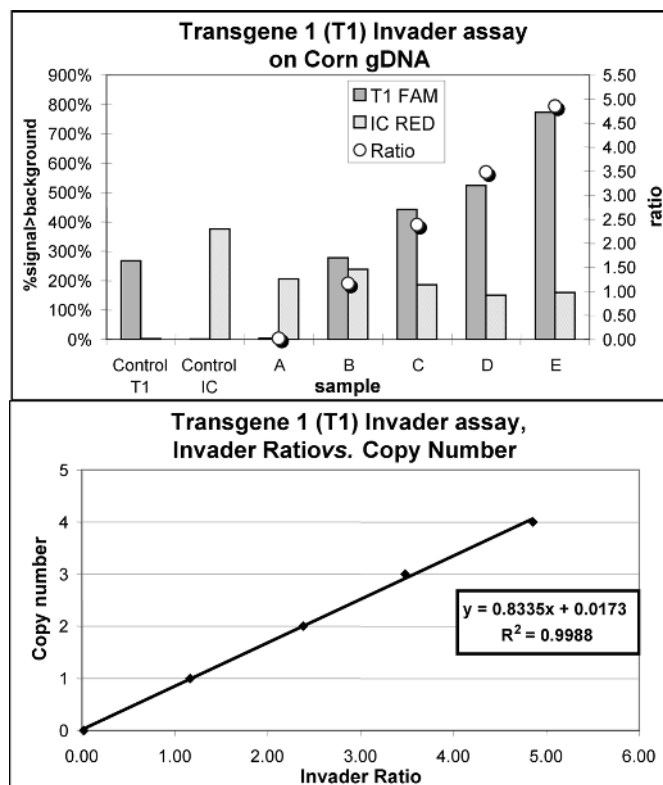 Transgene 1 (T1) Invader assay
on Corn gDNA
900%
800%
700%
600%
500%
400%
300%
200%
100%
0%
%signal>background
T1 FAM
IC RED
Ratio
5.50
5.00
4.50
4.00
3.50
3.00
2.50
2.00
1.50
1.00
0.50
0.00
ratio
Control T1
Control IC
A
B
C
D
E
sample
Transgene 1 (T1) Invader assay,
Invader Ratiovs. Copy Number
5
4
3
2
1
0
Copy number
y = 0.8335x + 0.0173
R² = 0.9988
0.00 1.00 2.00 3.00 4.00 5.00 6.00
Invader Ratio